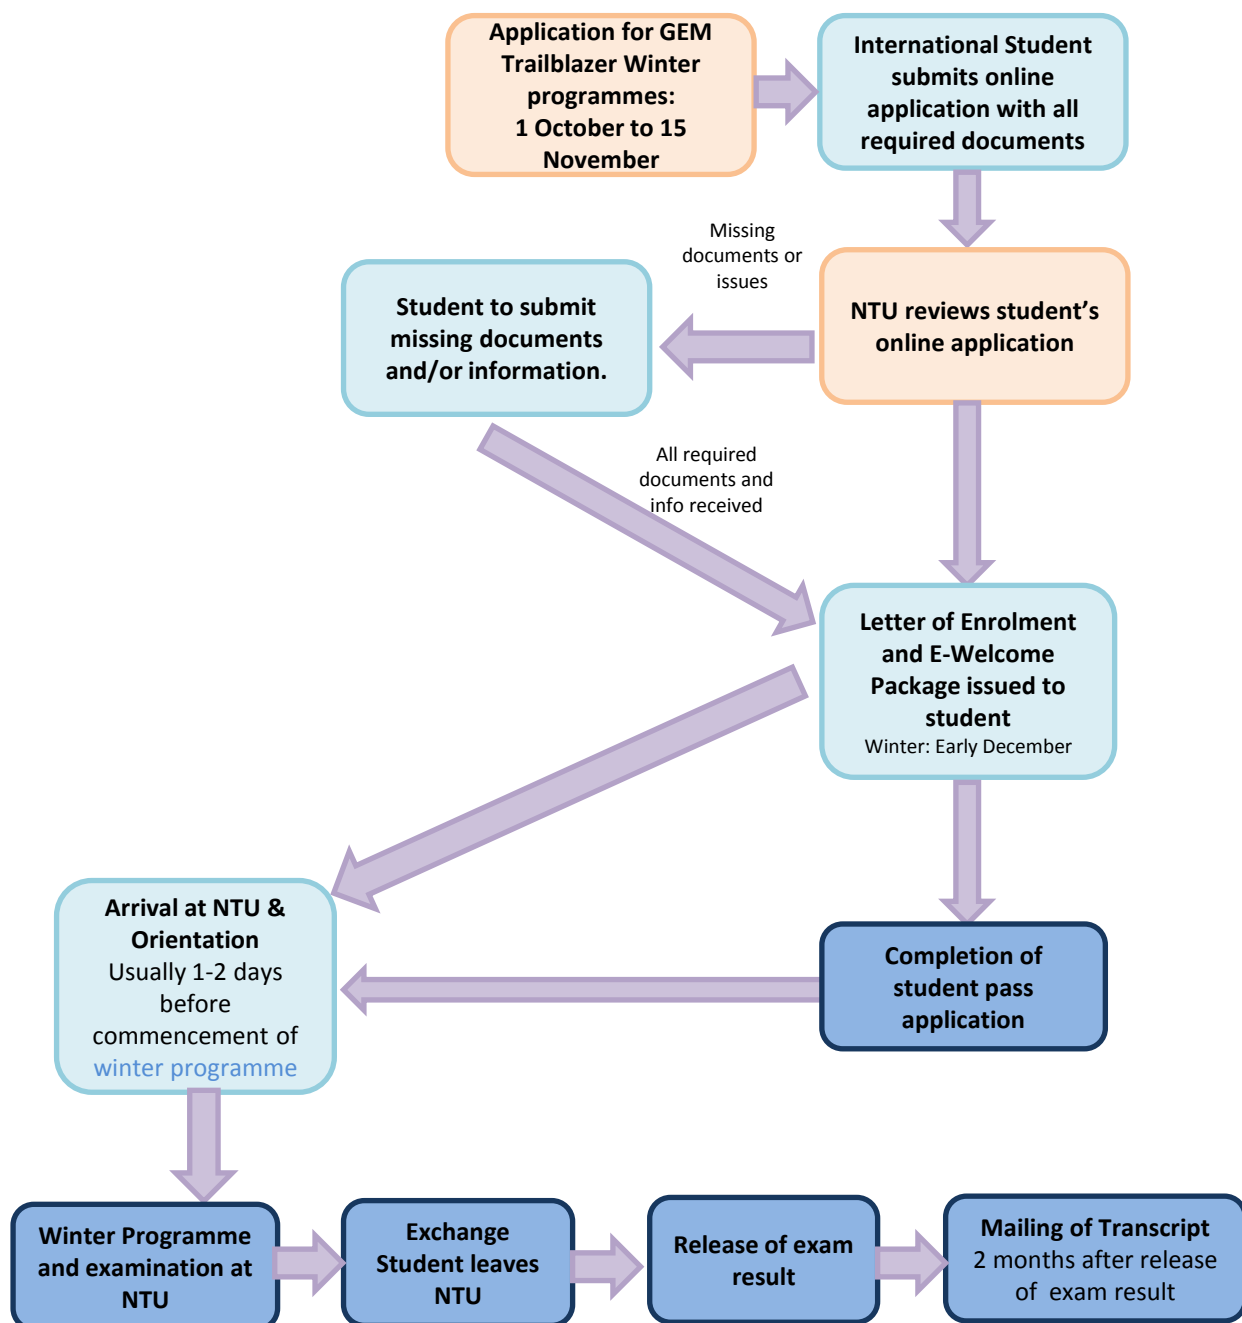 Application for GEM
Trailblazer Winter
programmes:
1 October to 15
November
International Student
submits online
application with all
required documents
Missing
documents or
issues
NTU reviews student’s
online application
Student to submit
missing documents
and/or information.
All required
documents and
info received
Letter of Enrolment
and E-Welcome
Package issued to
student
Winter: Early December
Arrival at NTU &
Orientation
Usually 1-2 days
before
commencement of
winter programme
Completion of
student pass
application
Winter Programme
and examination at
NTU
Exchange
Student leaves
NTU
Release of exam
result
Mailing of Transcript
2 months after release
of exam result